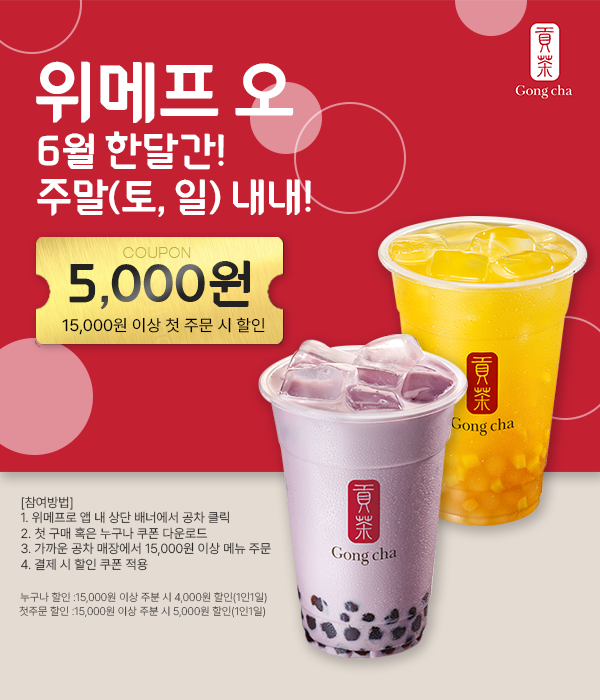 貢茶
Gong cha
위메프 오
6월 한달간!
주말(토, 일) 내내!
COUPON
5,000원
15,000원 이상 첫 주문 시 할인
貢茶
Gong cha
貢茶
Gong cha
[참여방법]
1. 위메프로 앱 내 상단 배너에서 공차 클릭
2. 첫 구매 혹은 누구나 쿠폰 다운로드
3. 가까운 공차 매장에서 15,000원 이상 메뉴 주문
4. 결제 시 할인 쿠폰 적용
누구나 할인 :15,000원 이상 주분 시 4,000원 할인(1인1일)
첫주문 할인 :15,000원 이상 주분 시 5,000원 할인(1인1일)